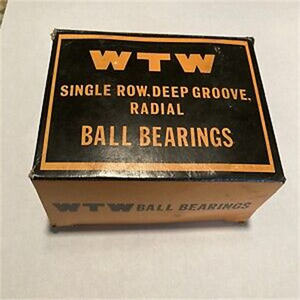 WTW
SINGLE ROW, DEEP GROOVE,
RADIAL
BALL BEARINGS
WTW BALL BEARINGS